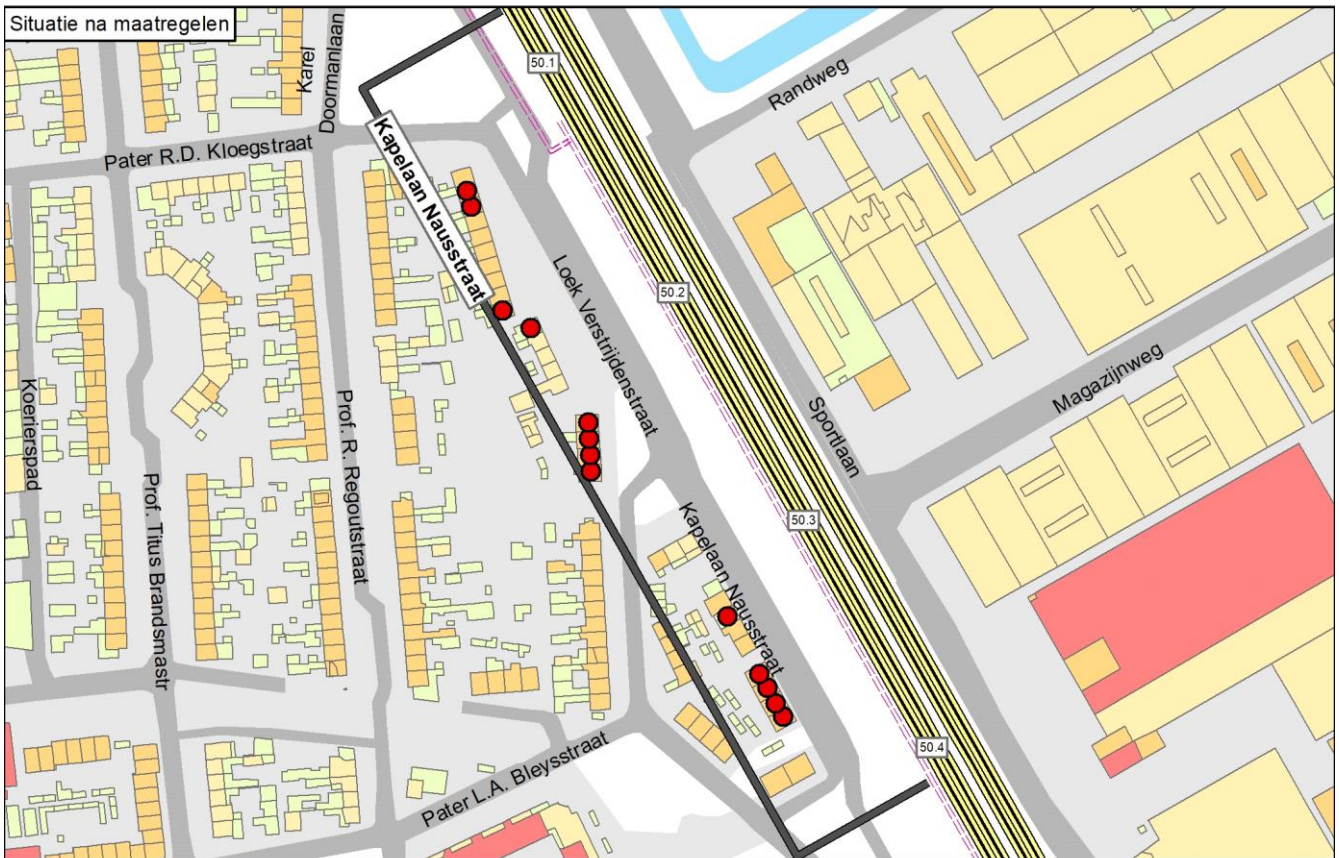 Situatie na maatregelen
Karel
Doormanlaan
50.1
Randweg
Pater R.D. Kloegstraat
Kapelaan Nausstraat
Loek Verstrijdenstraat
50.2
Magazijnweg
Sportlaan
Koerierspad
Prof. R. Regoutstraat
Prof. Titus Brandsmastr
50.3
Kapelaan Nausstraat
50.4
Pater L.A. Bleysstraat